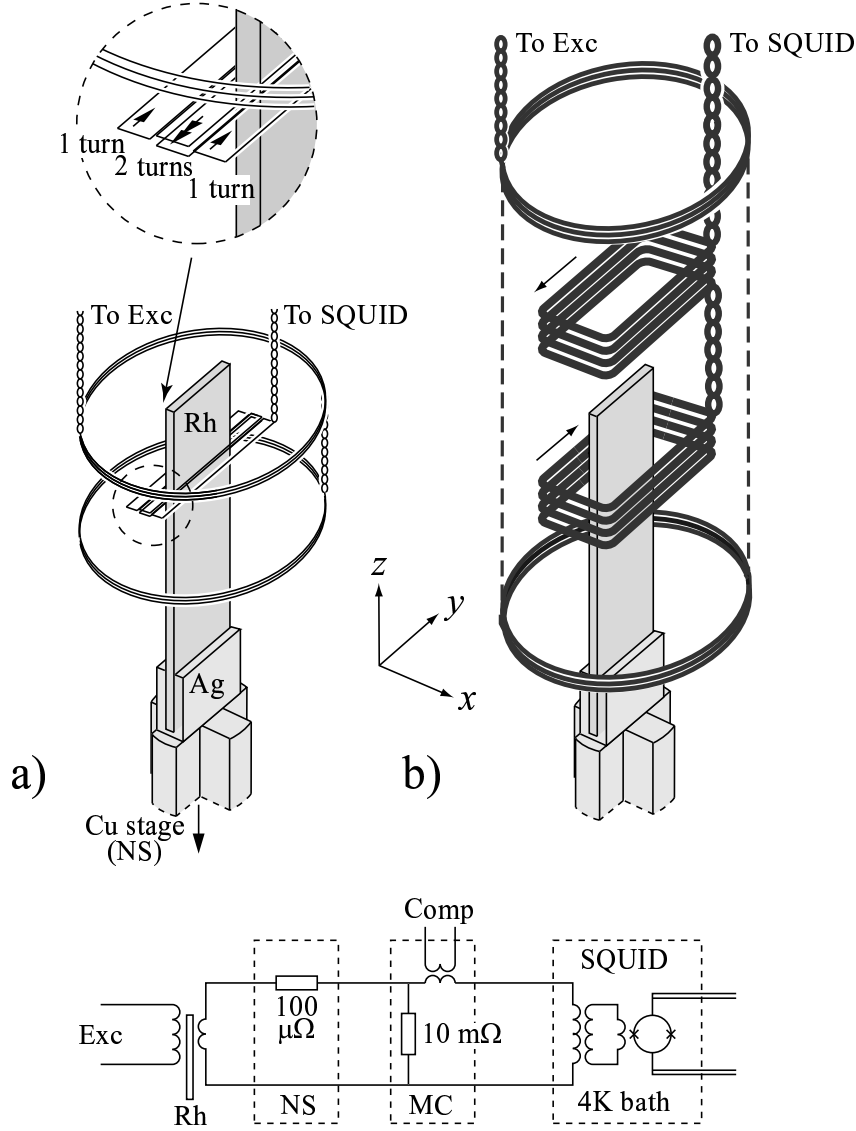 To Exc
To SQUID
1 turn
2 turns
1 turn
To Exc
To SQUID
Rh
z
y
x
Ag
a)
b)
Cu stage
(NS)
Comp
SQUID
100
μΩ
10 mΩ
Exc
Rh
NS
MC
4K bath